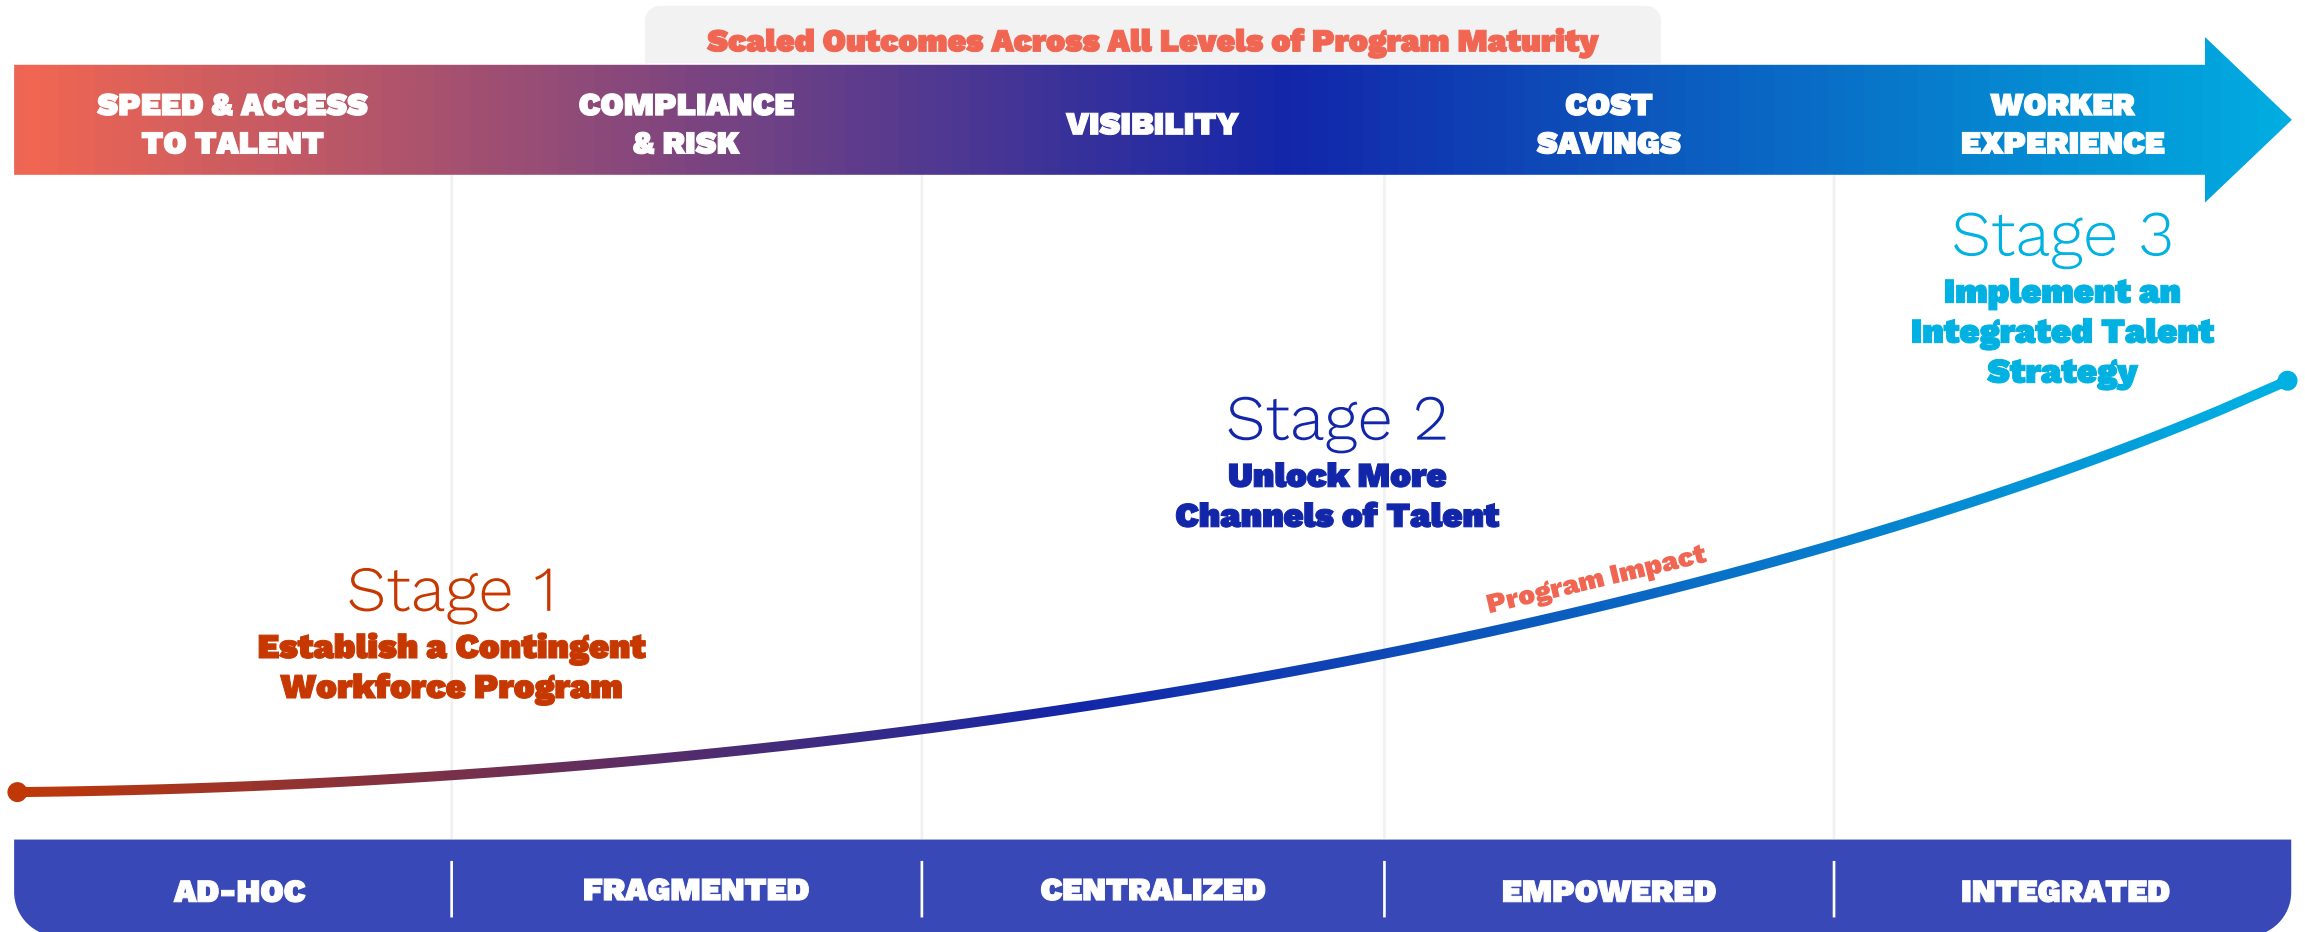 Scaled Outcomes Across All Levels of Program Maturity
SPEED & ACCESS
TO TALENT
COMPLIANCE
& RISK
VISIBILITY
COST
SAVINGS
WORKER
EXPERIENCE
Stage 1
Establish a Contingent
Workforce Program
Stage 2
Unlock More
Channels of Talent
Stage 3
Implement an
Integrated Talent
Strategy
Program Impact
AD-HOC
FRAGMENTED
CENTRALIZED
EMPOWERED
INTEGRATED